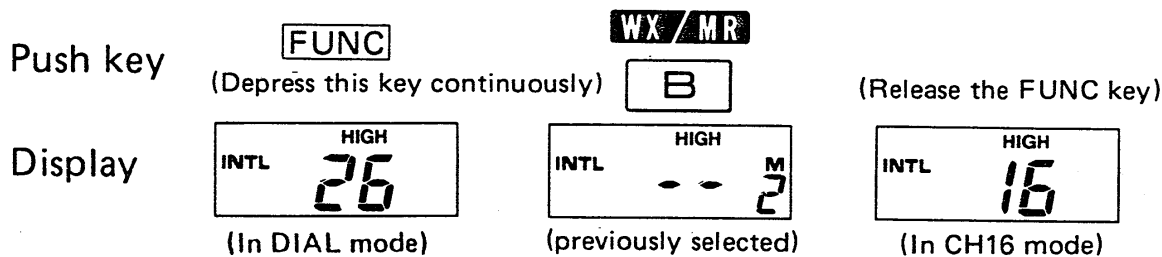 WX/MR
Push key FUNC
(Depress this key continuously) B (Release the FUNC key)
HIGH HIGH HIGH
Display INTL 26 INTL -- M 2 INTL 16
(In DIAL mode) (previously selected) (In CH16 mode)